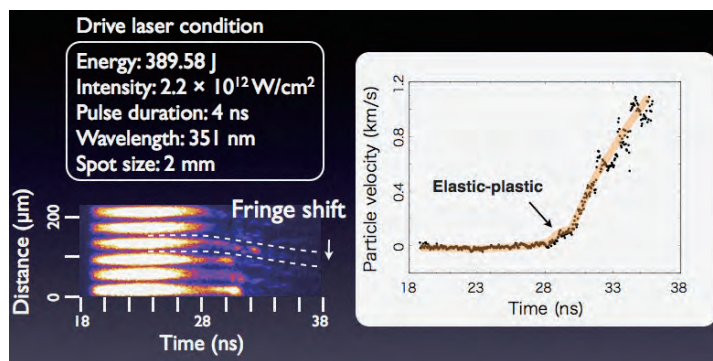 Drive laser condition
Energy: 389.58 J
Intensity: 2.2 × 10¹² W/cm²
Pulse duration: 4 ns
Wavelength: 351 nm
Spot size: 2 mm
Fringe shift
Distance (µm)
200
100
0
18
28
38
Time (ns)
Particle velocity (km/s)
1.2
0.8
0.4
0
Elastic-plastic
18
23
28
33
38
Time (ns)